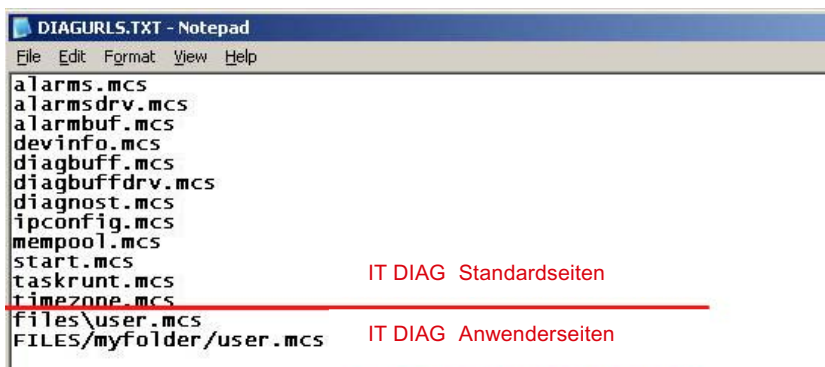 DIAGURLS.TXT - Notepad
File Edit Format View Help
alarms.mcs
alarmsdrv.mcs
alarmbuf.mcs
devinfo.mcs
diagbuff.mcs
diagbuffdrv.mcs
diagnost.mcs
ipconfig.mcs
mempool.mcs
start.mcs
taskrunt.mcs
IT DIAG Standardseiten
timezone.mcs
files\user.mcs
FILES/myfolder/user.mcs
IT DIAG Anwenderseiten